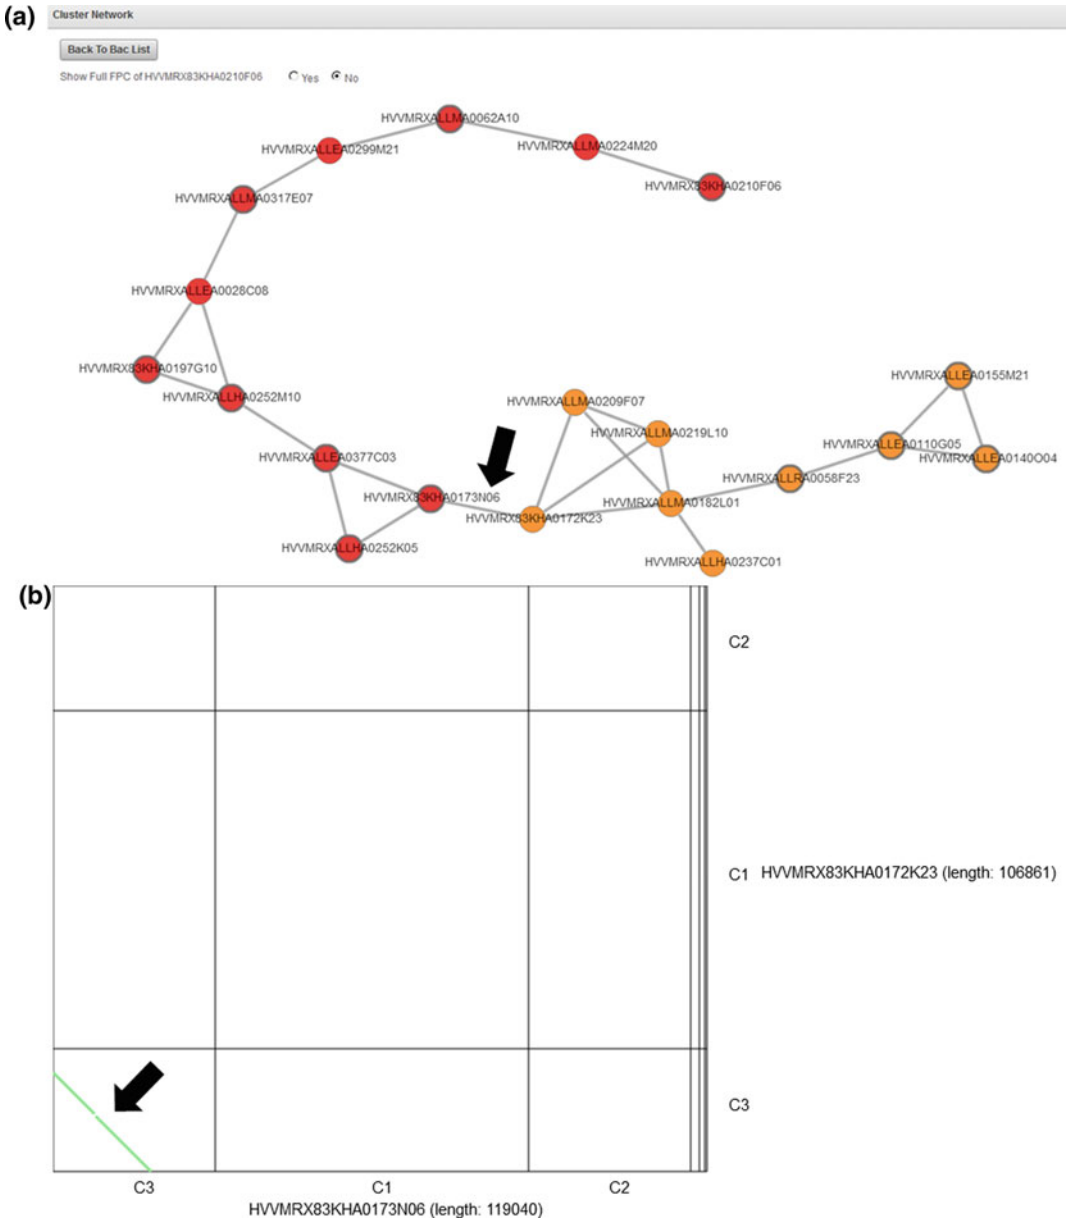 (a)
Cluster Network
Back To Bac List
Show Full FPC of HVVMRX83KHA0210F06 Yes No
HVVMRXALLMA0062A10
HVVMRXALLEA0299M21
HVVMRXALLMA0224M20
HVVMRX83KHA0210F06
HVVMRXALLMA0317E07
HVVMRXALLEA0028C08
HVVMRX83KHA0197G10
HVVMRXALLHA0252M10
HVVMRXALLEA0155M21
HVVMRXALLMA0209F07
HVVMRXALLMA0219L10
HVVMRXALLEA0110G05
HVVMRXALLEA0377C03
HVVMRXALLEA0140O04
HVVMRXALLRA0058F23
HVVMRX83KHA0173N06
HVVMRXALLMA0182L01
HVVMRX83KHA0172K23
HVVMRXALLHA0252K05
HVVMRXALLHA0237C01
(b)
C2
C1 HVVMRX83KHA0172K23 (length: 106861)
C3
C3 C1 C2
HVVMRX83KHA0173N06 (length: 119040)